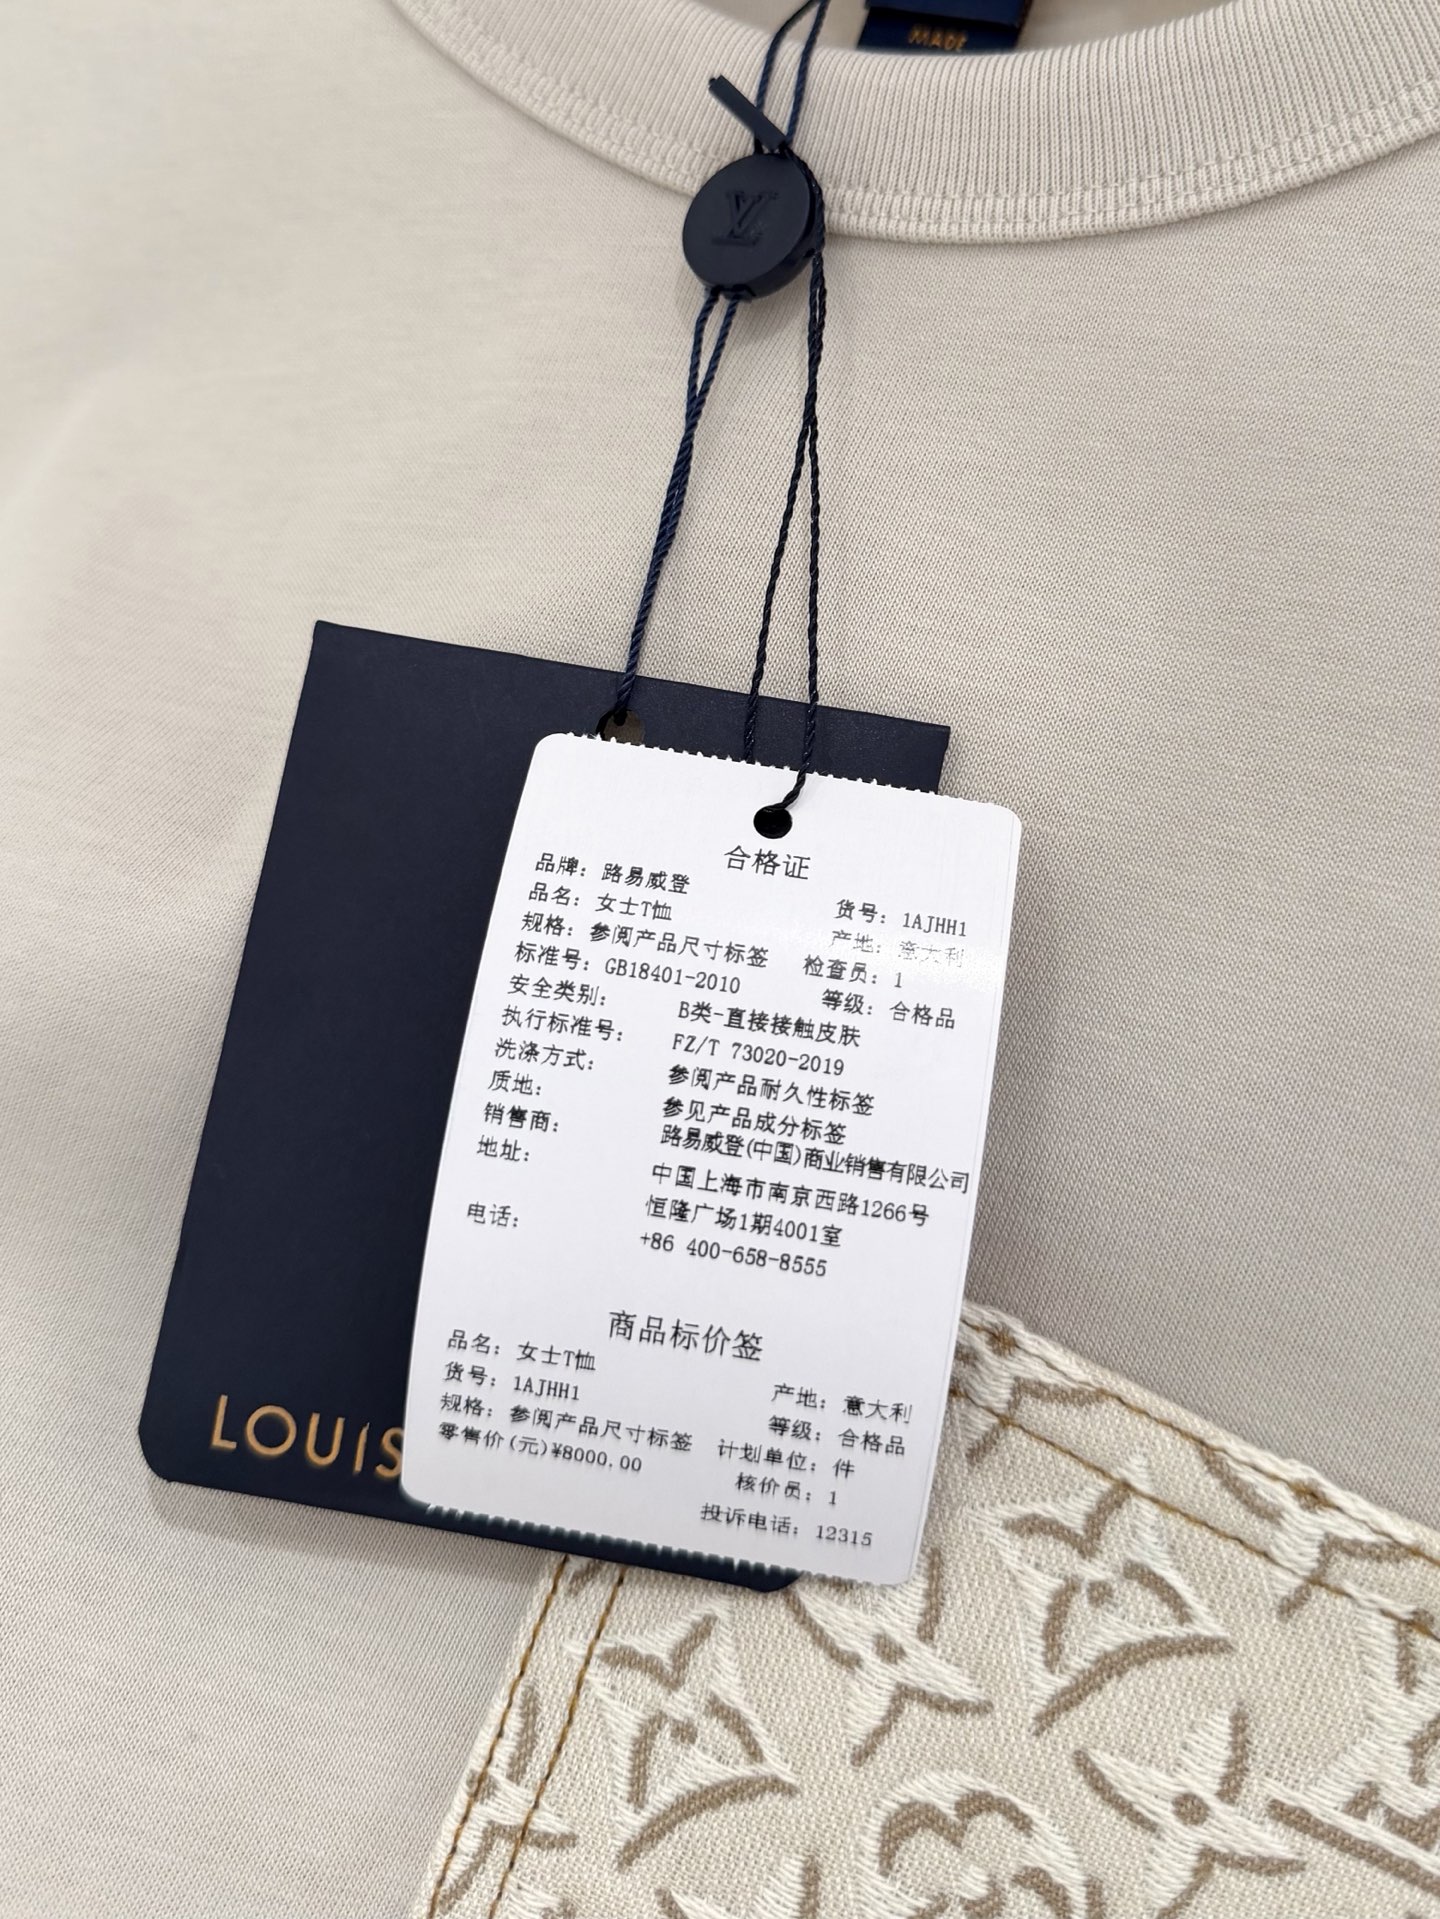 MADE
LV
合格证
品牌：路易威登
品名：女士T恤 货号：1AJHH1
规格：参阅产品尺寸标签 产地：意大利
标准号：GB18401-2010 检查员：1
安全类别：B类-直接接触皮肤 等级：合格品
执行标准号：FZ/T 73020-2019
洗涤方式：参阅产品耐久性标签
质地：参见产品成分标签
销售商：路易威登(中国)商业销售有限公司
地址：中国上海市南京西路1266号
恒隆广场1期4001室
电话：+86 400-658-8555
商品标价签
品名：女士T恤
货号：1AJHH1 产地：意大利
规格：参阅产品尺寸标签 等级：合格品
零售价(元)¥8000.00 计划单位：件
核价员：1
投诉电话：12315
LOUIS